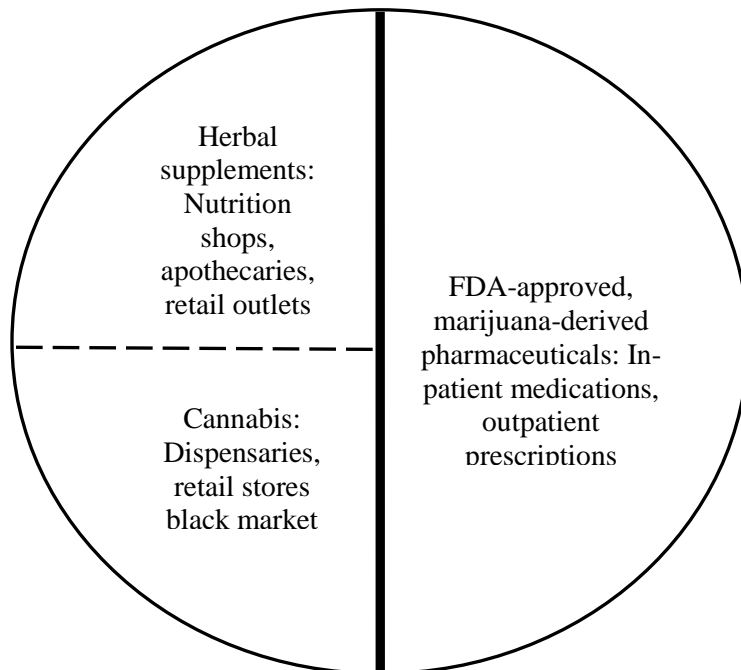 Herbal
supplements:
Nutrition
shops,
apothecaries,
retail outlets
Cannabis:
Dispensaries,
retail stores
black market
FDA-approved,
marijuana-derived
pharmaceuticals: In-
patient medications,
outpatient
prescriptions